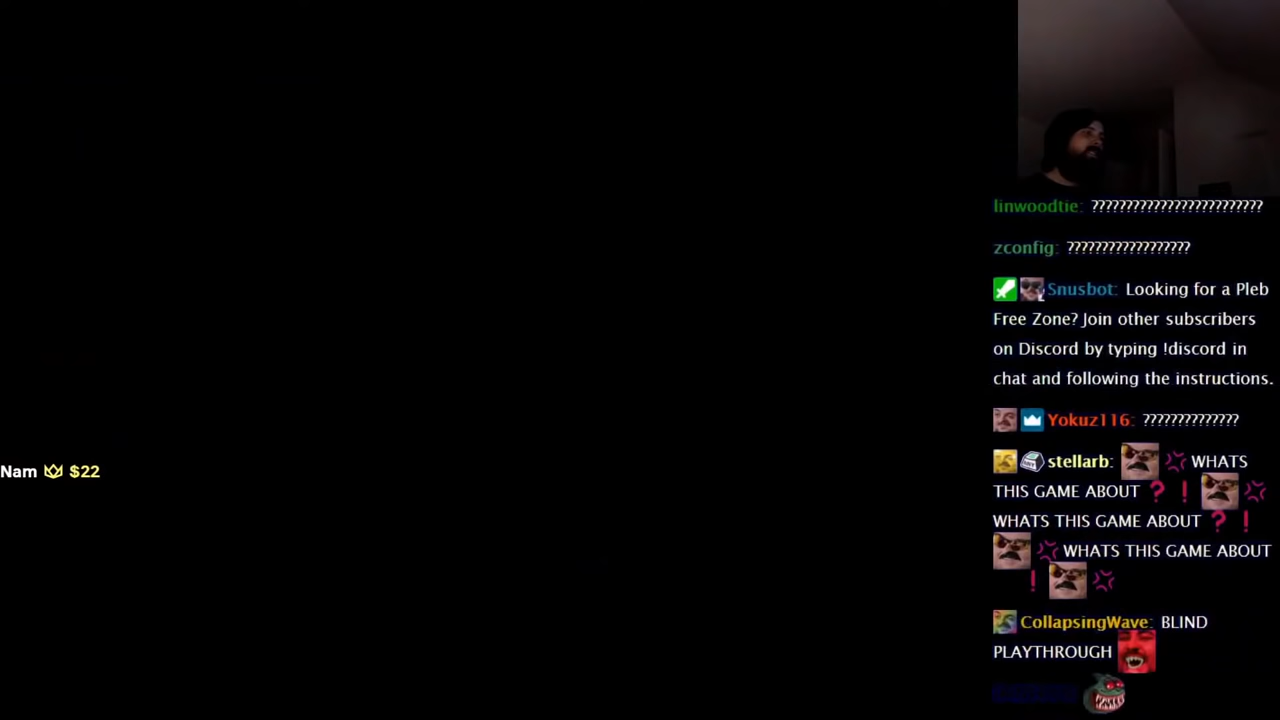 linwoodtie: ?????????????????????????
zconfig: ??????????????????
Snusbot: Looking for a Pleb
Free Zone? Join other subscribers
on Discord by typing !discord in
chat and following the instructions.
Yokuz116: ??????????????
Nam $22
stellarb: WHATS
THIS GAME ABOUT ❓❗
WHATS THIS GAME ABOUT ❓❗
WHATS THIS GAME ABOUT
❗
CollapsingWave: BLIND
PLAYTHROUGH